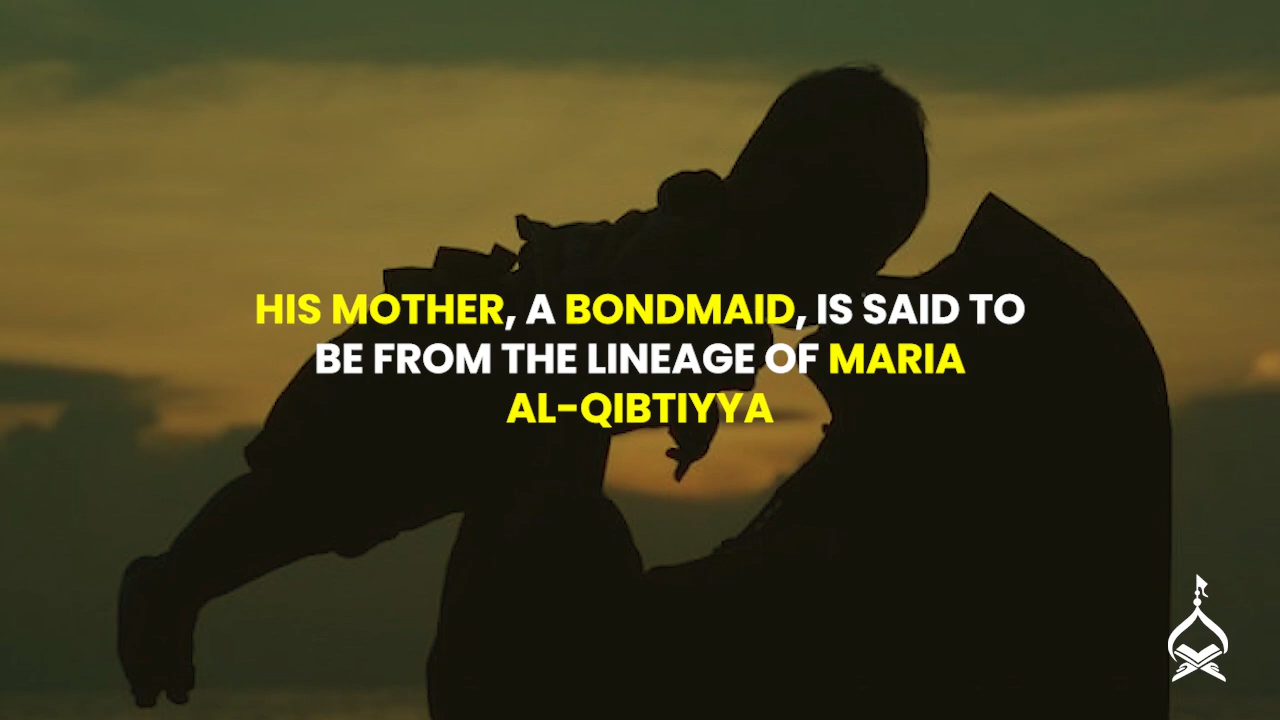 HIS MOTHER, A BONDMAID, IS SAID TO
BE FROM THE LINEAGE OF MARIA
AL-QIBTIYYA